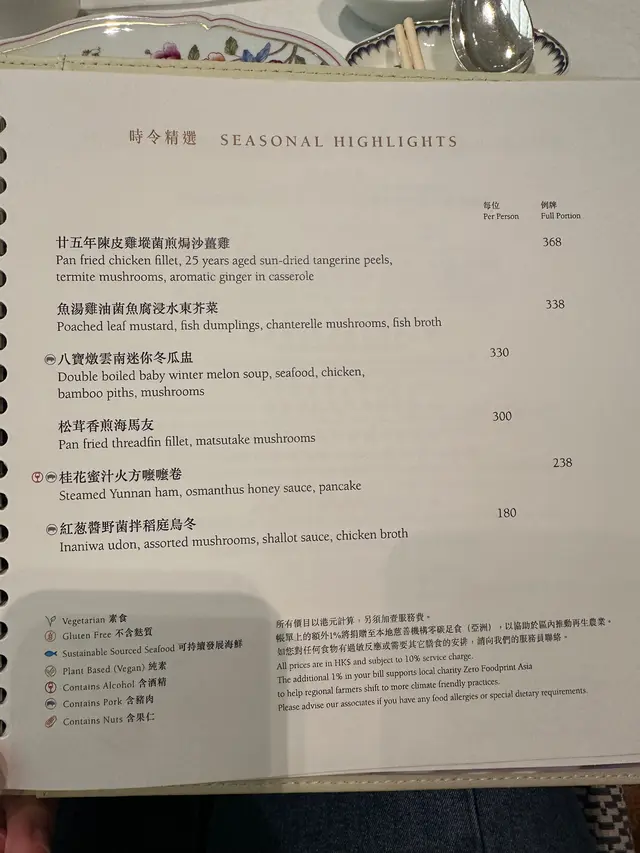 時令精選 SEASONAL HIGHLIGHTS
每位 例牌
Per Person Full Portion
廿五年陳皮雞㙡菌煎焗沙薑雞 368
Pan fried chicken fillet, 25 years aged sun-dried tangerine peels,
termite mushrooms, aromatic ginger in casserole
魚湯雞油菌魚腐浸水東芥菜 338
Poached leaf mustard, fish dumplings, chanterelle mushrooms, fish broth
八寶燉雲南迷你冬瓜盅 330
Double boiled baby winter melon soup, seafood, chicken,
bamboo piths, mushrooms
松茸香煎海馬友 300
Pan fried threadfin fillet, matsutake mushrooms
桂花蜜汁火方嚰嚰卷 238
Steamed Yunnan ham, osmanthus honey sauce, pancake
紅葱醬野菌拌稻庭烏冬 180
Inaniwa udon, assorted mushrooms, shallot sauce, chicken broth
Vegetarian 素食
Gluten Free 不含麩質
Sustainable Sourced Seafood 可持續發展海鮮
Plant Based (Vegan) 純素
Contains Alcohol 含酒精
Contains Pork 含豬肉
Contains Nuts 含果仁
所有價目以港元計算，另須加壹服務費。
帳單上的額外1%將捐贈至本地慈善機構零碳足食（亞洲），以協助於區內推動再生農業。
如您對任何食物有過敏反應或需要其它膳食的安排，請向我們的服務員聯絡。
All prices are in HK$ and subject to 10% service charge.
The additional 1% in your bill supports local charity Zero Foodprint Asia
to help regional farmers shift to more climate friendly practices.
Please advise our associates if you have any food allergies or special dietary requirements.